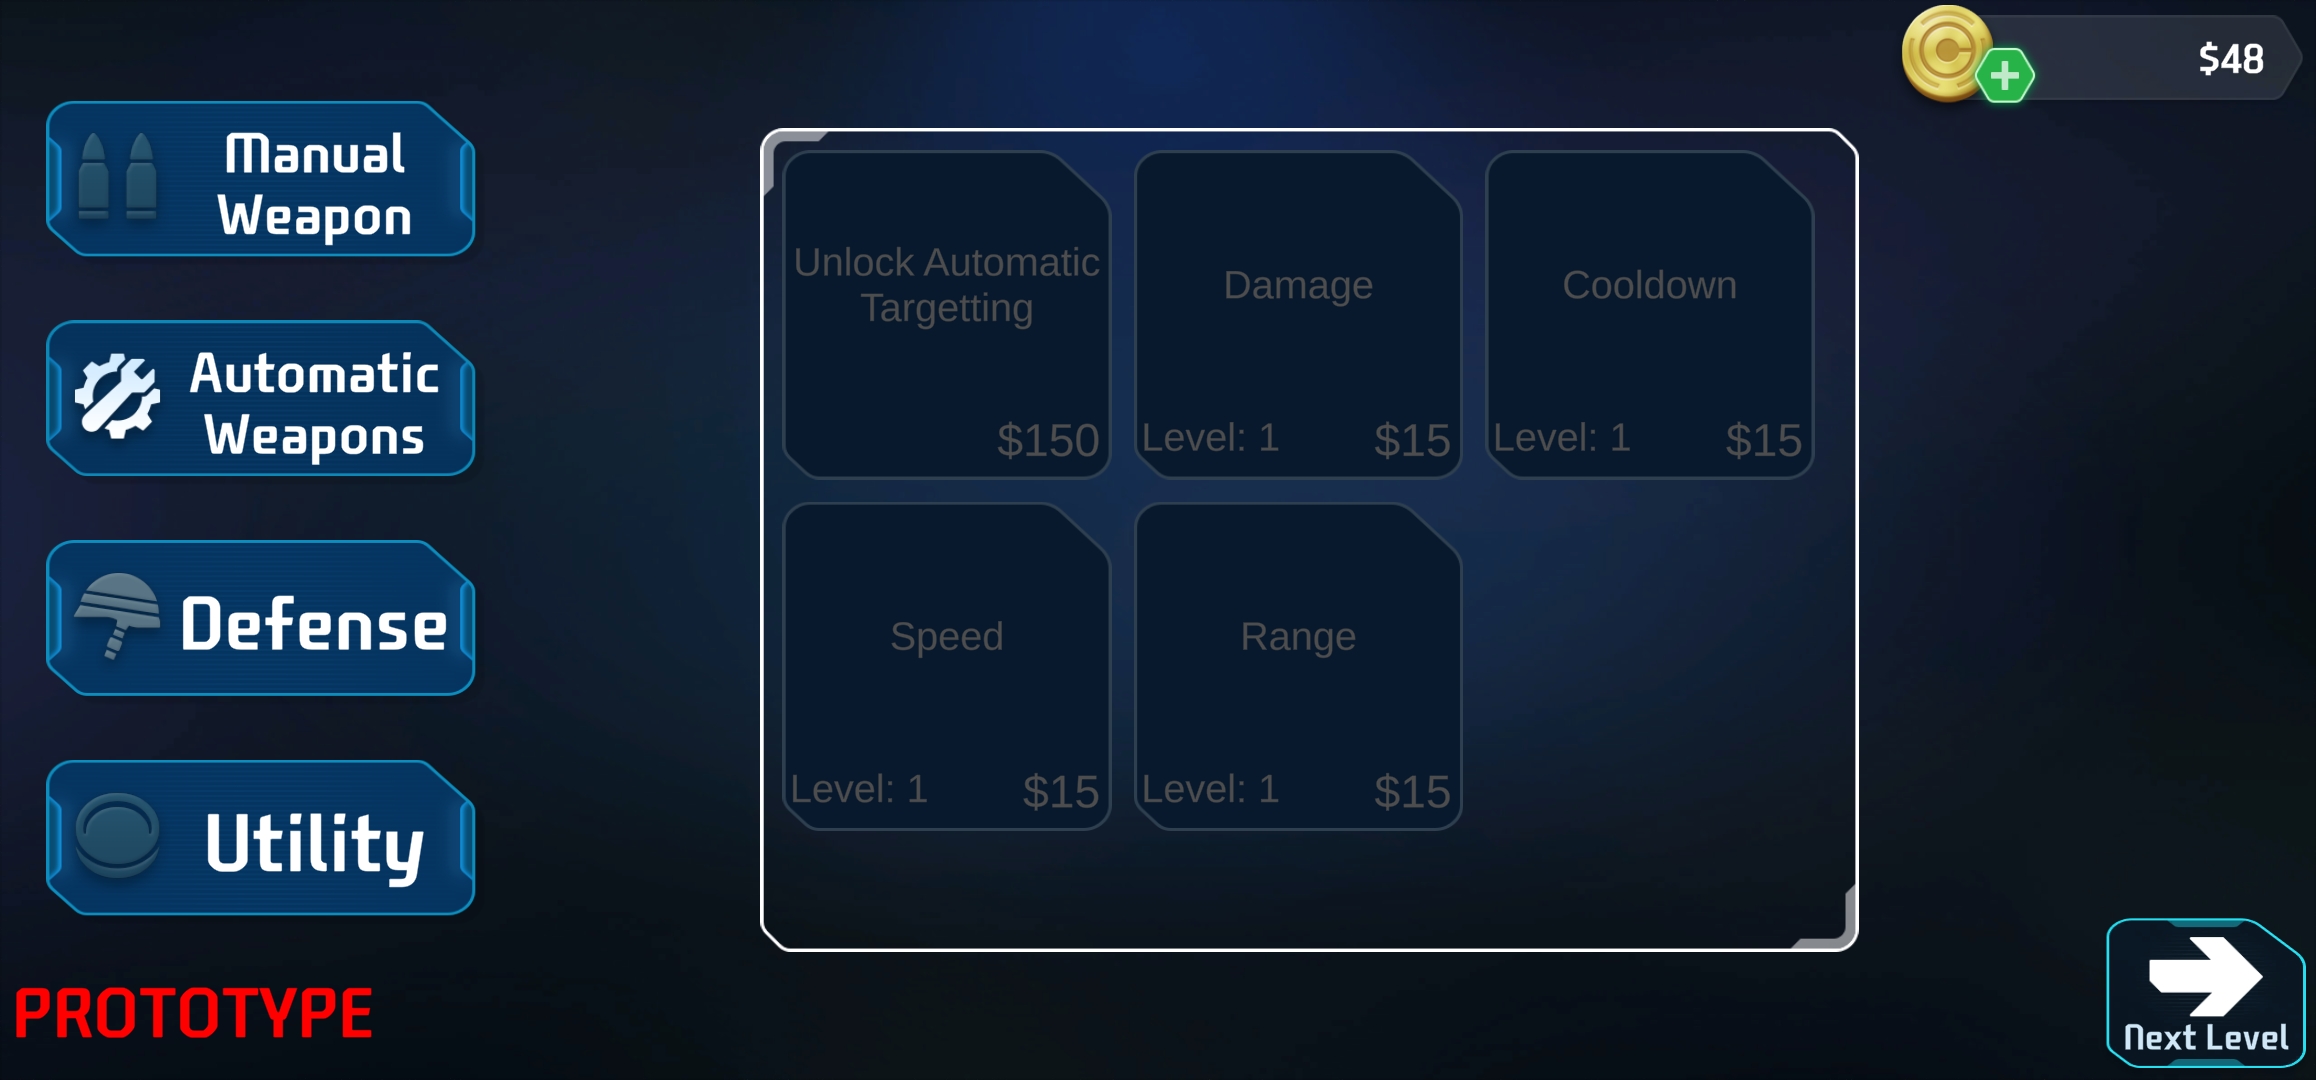 $48
Manual
Weapon
Automatic
Weapons
Defense
Utility
Unlock Automatic
Targetting
$150
Damage
Level: 1 $15
Cooldown
Level: 1 $15
Speed
Level: 1 $15
Range
Level: 1 $15
PROTOTYPE
Next Level